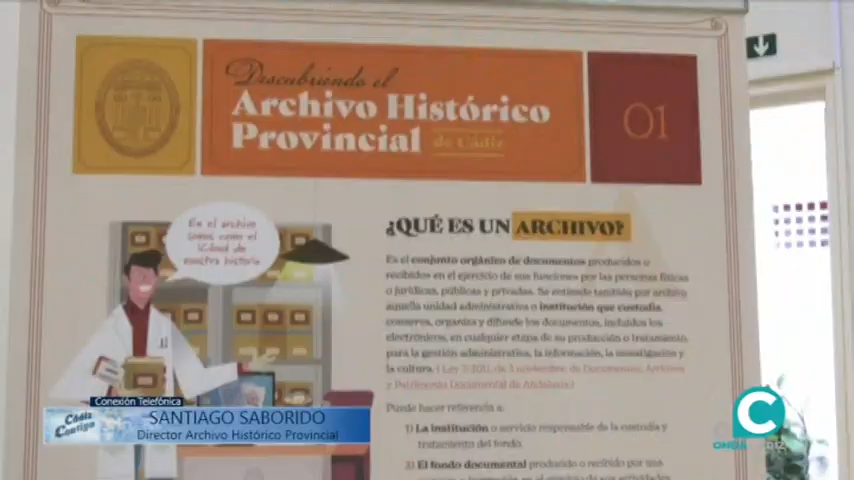 Descubriendo el
Archivo Histórico
Provincial de Cádiz
01
En el archivo
somos como el
iCloud de
nuestra historia
¿QUÉ ES UN ARCHIVO?
Es el conjunto orgánico de documentos producidos o
recibidos en el ejercicio de sus funciones por las personas físicas
o jurídicas, públicas y privadas. Se entiende también por archivo
aquella unidad administrativa o institución que custodia,
conserva, organiza y difunde los documentos, incluidos los
electrónicos, en cualquier etapa de su producción o tratamiento,
para la gestión administrativa, la información, la investigación y
la cultura. ( Ley 7/2011, de 3 noviembre, de Documentos, Archivos
y Patrimonio Documental de Andalucía)
Puede hacer referencia a:
1) La institución o servicio responsable de la custodia y
tratamiento del fondo.
2) El fondo documental producido o recibido por una
Conexión Telefónica
Cádiz
Contigo
SANTIAGO SABORIDO
Director Archivo Histórico Provincial
ONDA CÁDIZ